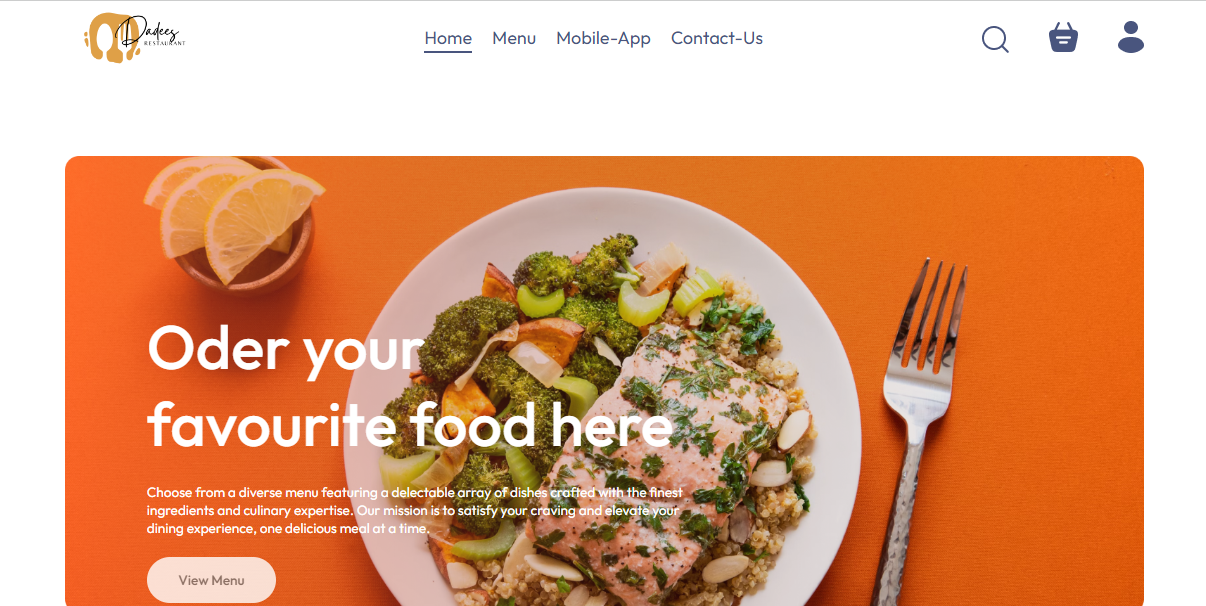 Dadees
RESTAURANT
Home Menu Mobile-App Contact-Us
Oder your
favourite food here
Choose from a diverse menu featuring a delectable array of dishes crafted with the finest
ingredients and culinary expertise. Our mission is to satisfy your craving and elevate your
dining experience, one delicious meal at a time.
View Menu